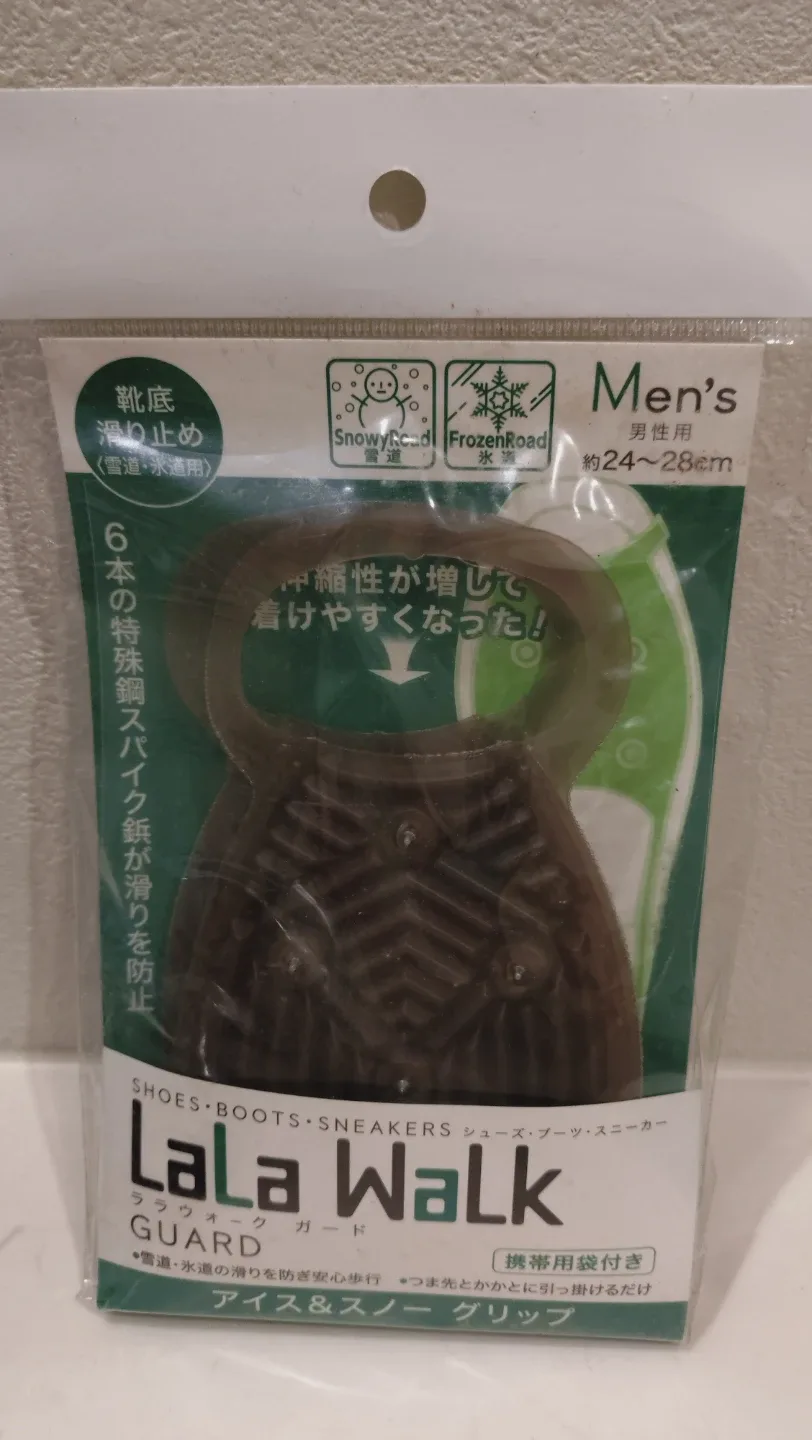 靴底
滑り止め
〈雪道・氷道用〉
SnowyRoad
雪道
FrozenRoad
氷道
Men's
男性用
約24～28cm
伸縮性が増して
着けやすくなった！
6本の特殊鋼スパイク鋲が滑りを防止
SHOES・BOOTS・SNEAKERS シューズ・ブーツ・スニーカー
LaLa WaLk
ララウォーク ガード
GUARD
携帯用袋付き
•雪道・氷道の滑りを防ぎ安心歩行 •つま先とかかとに引っ掛けるだけ
アイス&スノー グリップ